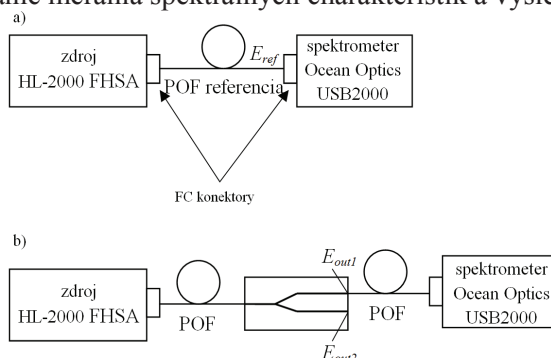 a)
zdroj
HL-2000 FHSA
E_ref
POF referencia
spektrometer
Ocean Optics
USB2000
FC konektory
b)
zdroj
HL-2000 FHSA
POF
E_out1
E_out2
POF
spektrometer
Ocean Optics
USB2000